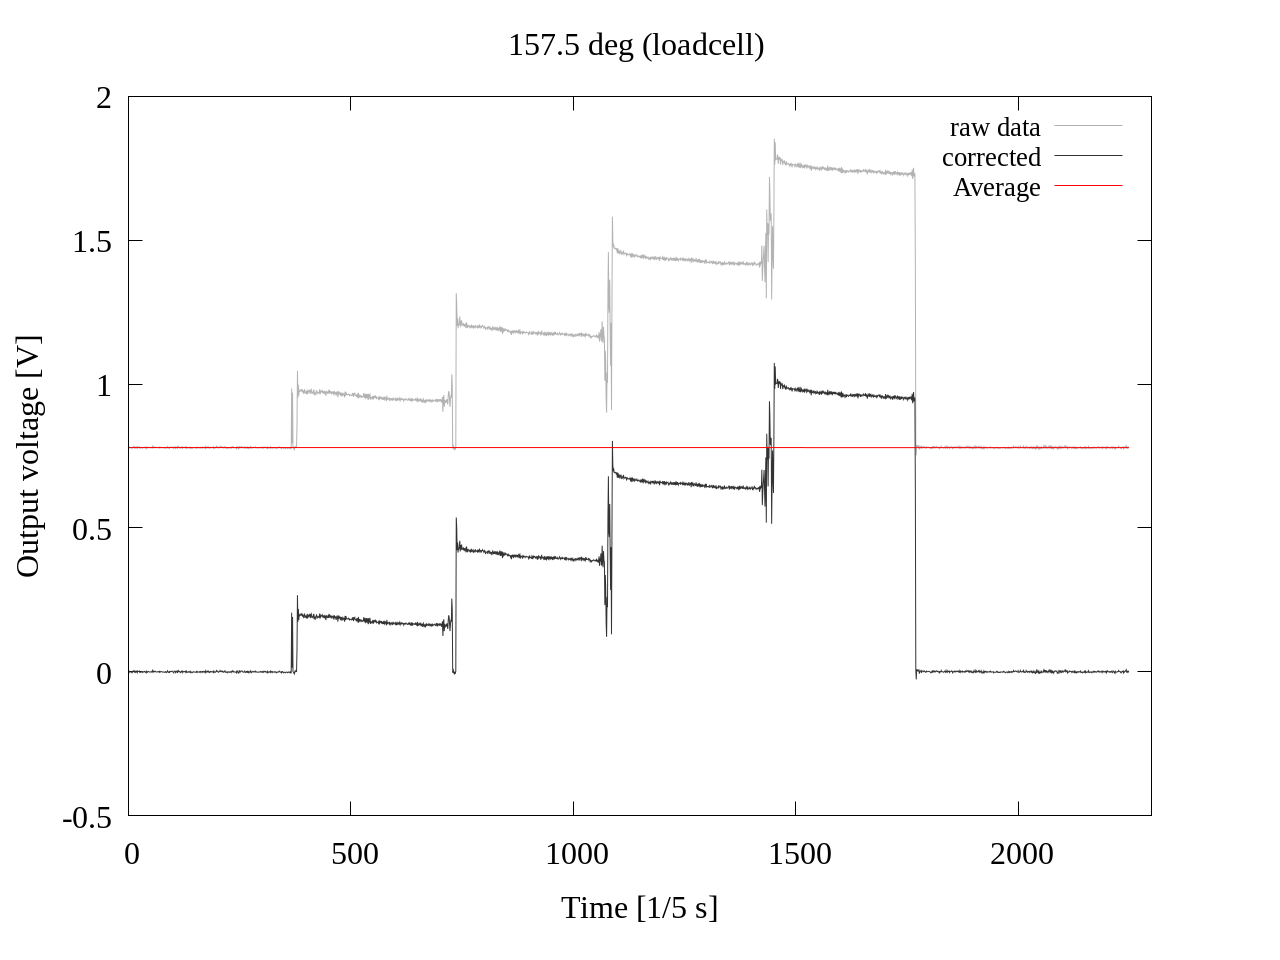 157.5 deg (loadcell)
raw data
corrected
Average
Output voltage [V]
2
1.5
1
0.5
0
-0.5
0 500 1000 1500 2000
Time [1/5 s]